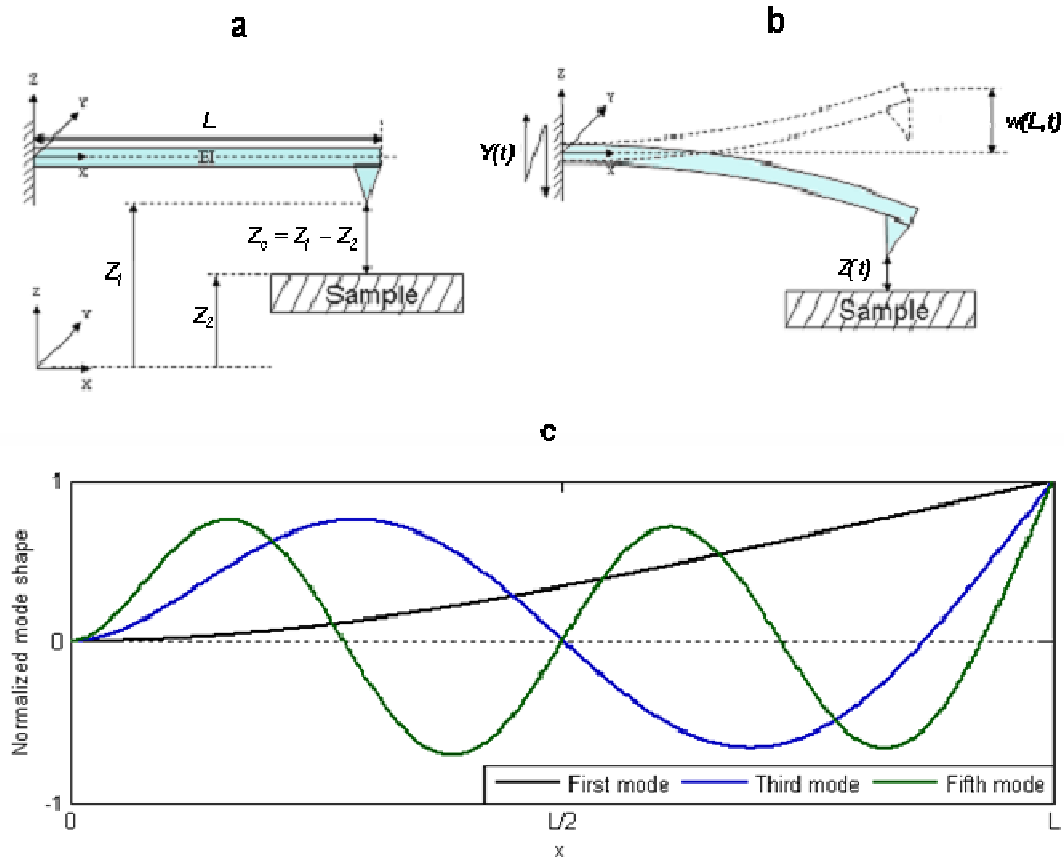 a
Z
Y
L
EI
X
Z₀ = Z₁ − Z₂
Z₁
Sample
Z₂
Z
Y
X
b
Z
Y
Y(t)
w(L,t)
Z(t)
Sample
c
Normalized mode shape
1
0
-1
First mode
Third mode
Fifth mode
0
L/2
L
x